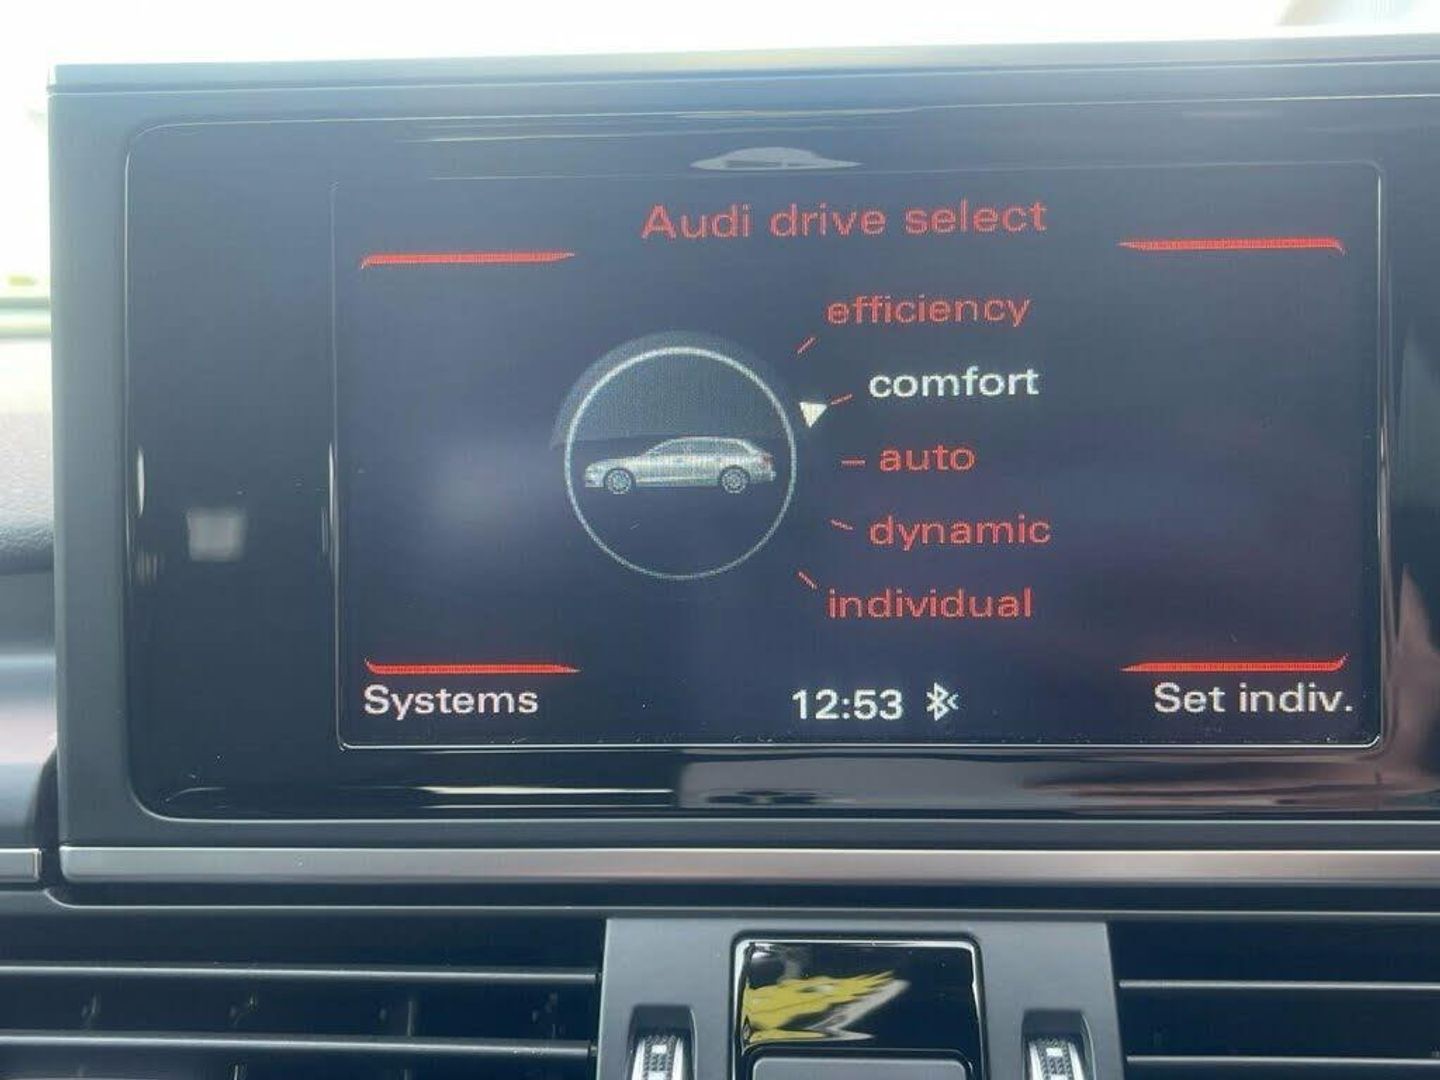 Audi drive select
efficiency
comfort
auto
dynamic
individual
Systems
12:53
Set indiv.